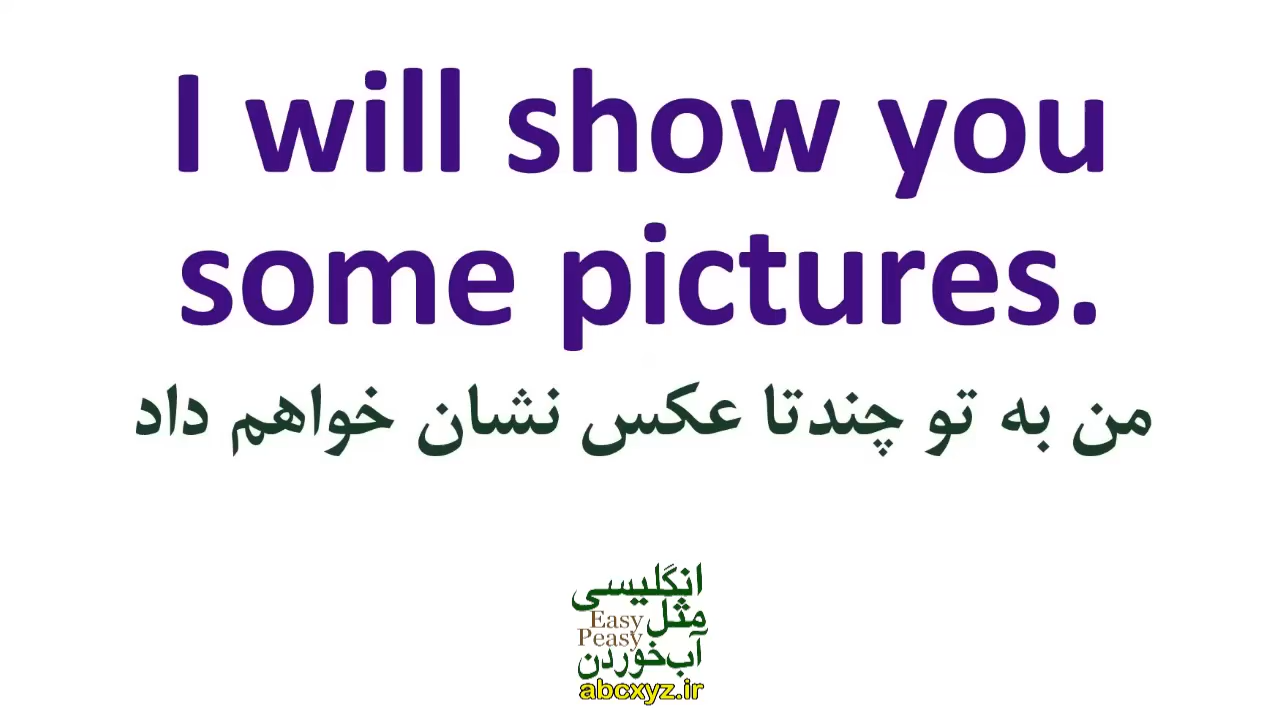 I will show you
some pictures.
من به تو چندتا عکس نشان خواهم داد
انگلیسی
مثل
Easy
Peasy
آب‌خوردن
abcxyz.ir